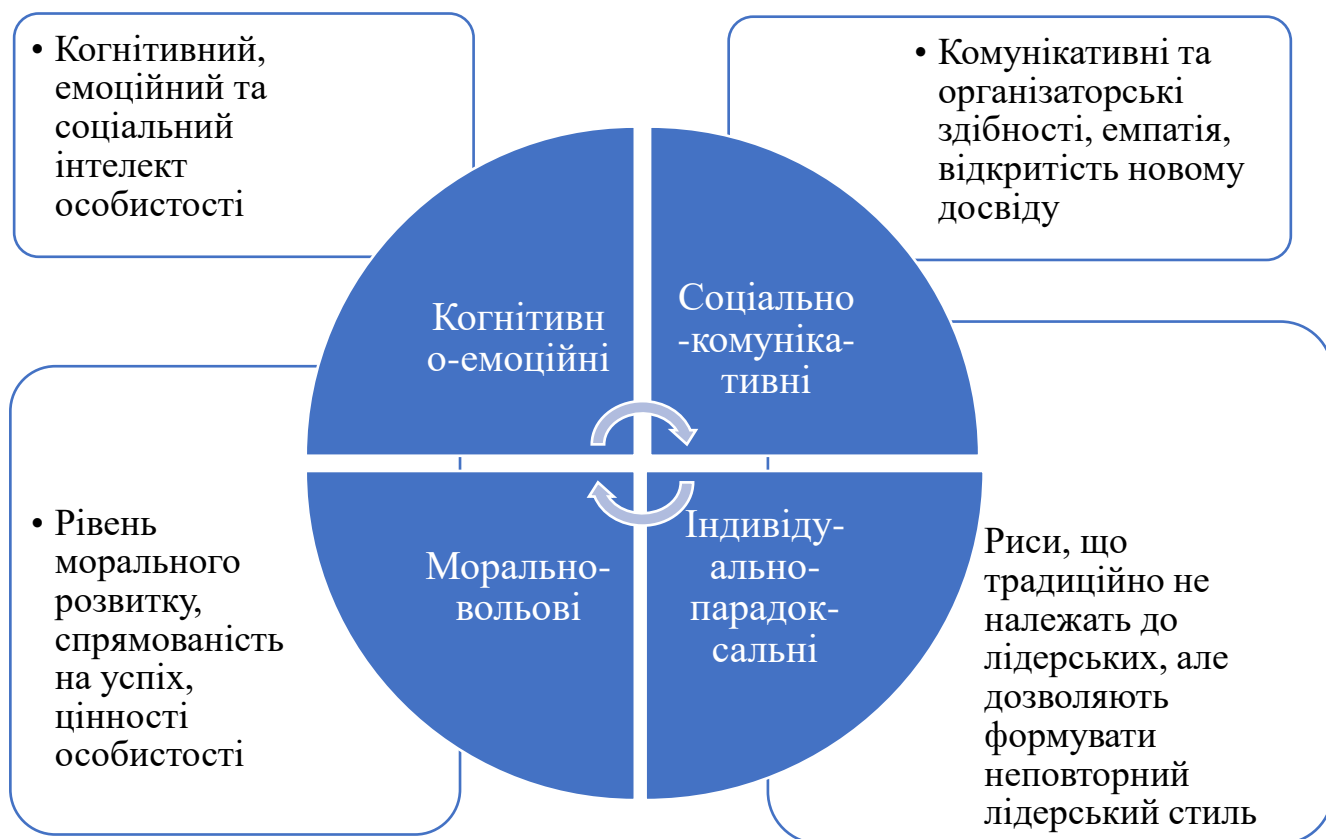 • Когнітивний,
емоційний та
соціальний
інтелект
особистості
• Комунікативні та
організаторські
здібності, емпатія,
відкритість новому
досвіду
Когнітивн
о-емоційні
Соціально
-комуніка-
тивні
Морально-
вольові
Індивіду-
ально-
парадок-
сальні
• Рівень
морального
розвитку,
спрямованість
на успіх,
цінності
особистості
Риси, що
традиційно не
належать до
лідерських, але
дозволяють
формувати
неповторний
лідерський стиль